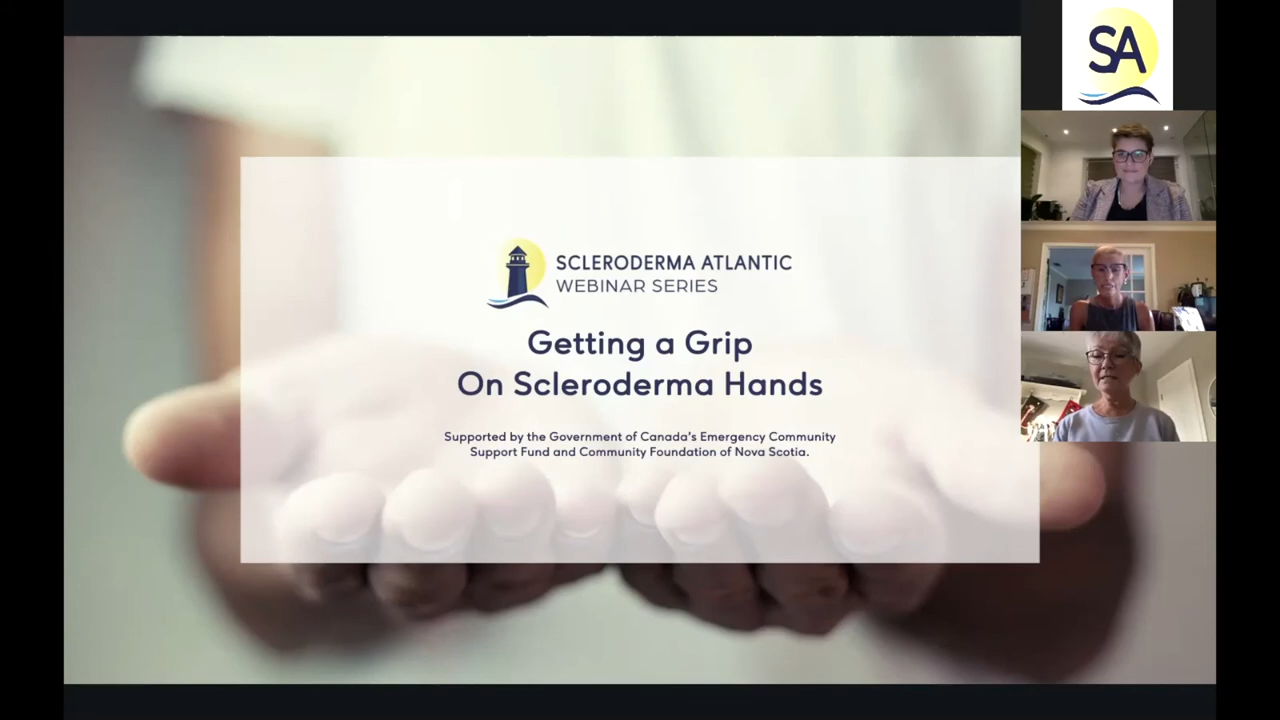 SA
SCLERODERMA ATLANTIC
WEBINAR SERIES
Getting a Grip
On Scleroderma Hands
Supported by the Government of Canada's Emergency Community
Support Fund and Community Foundation of Nova Scotia.